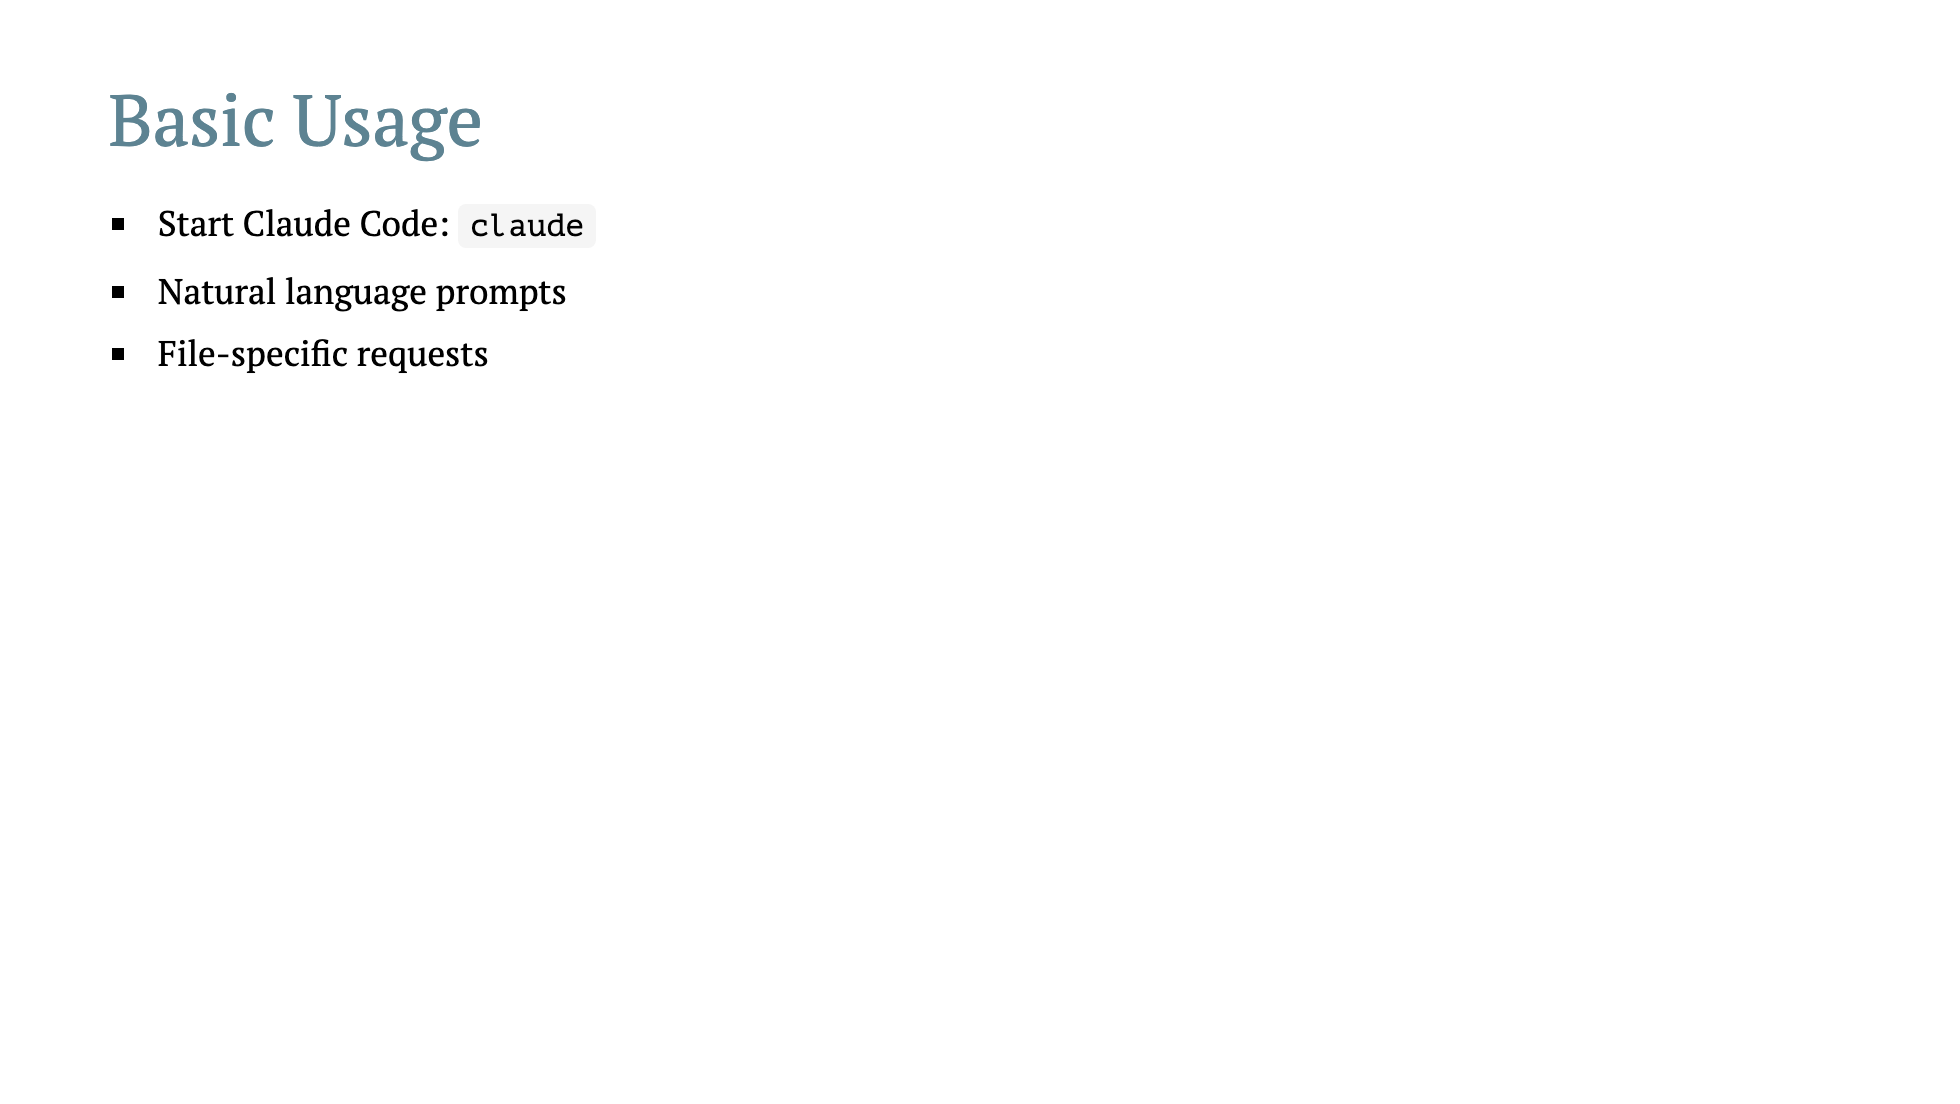 Basic Usage
Start Claude Code: claude
Natural language prompts
File-specific requests